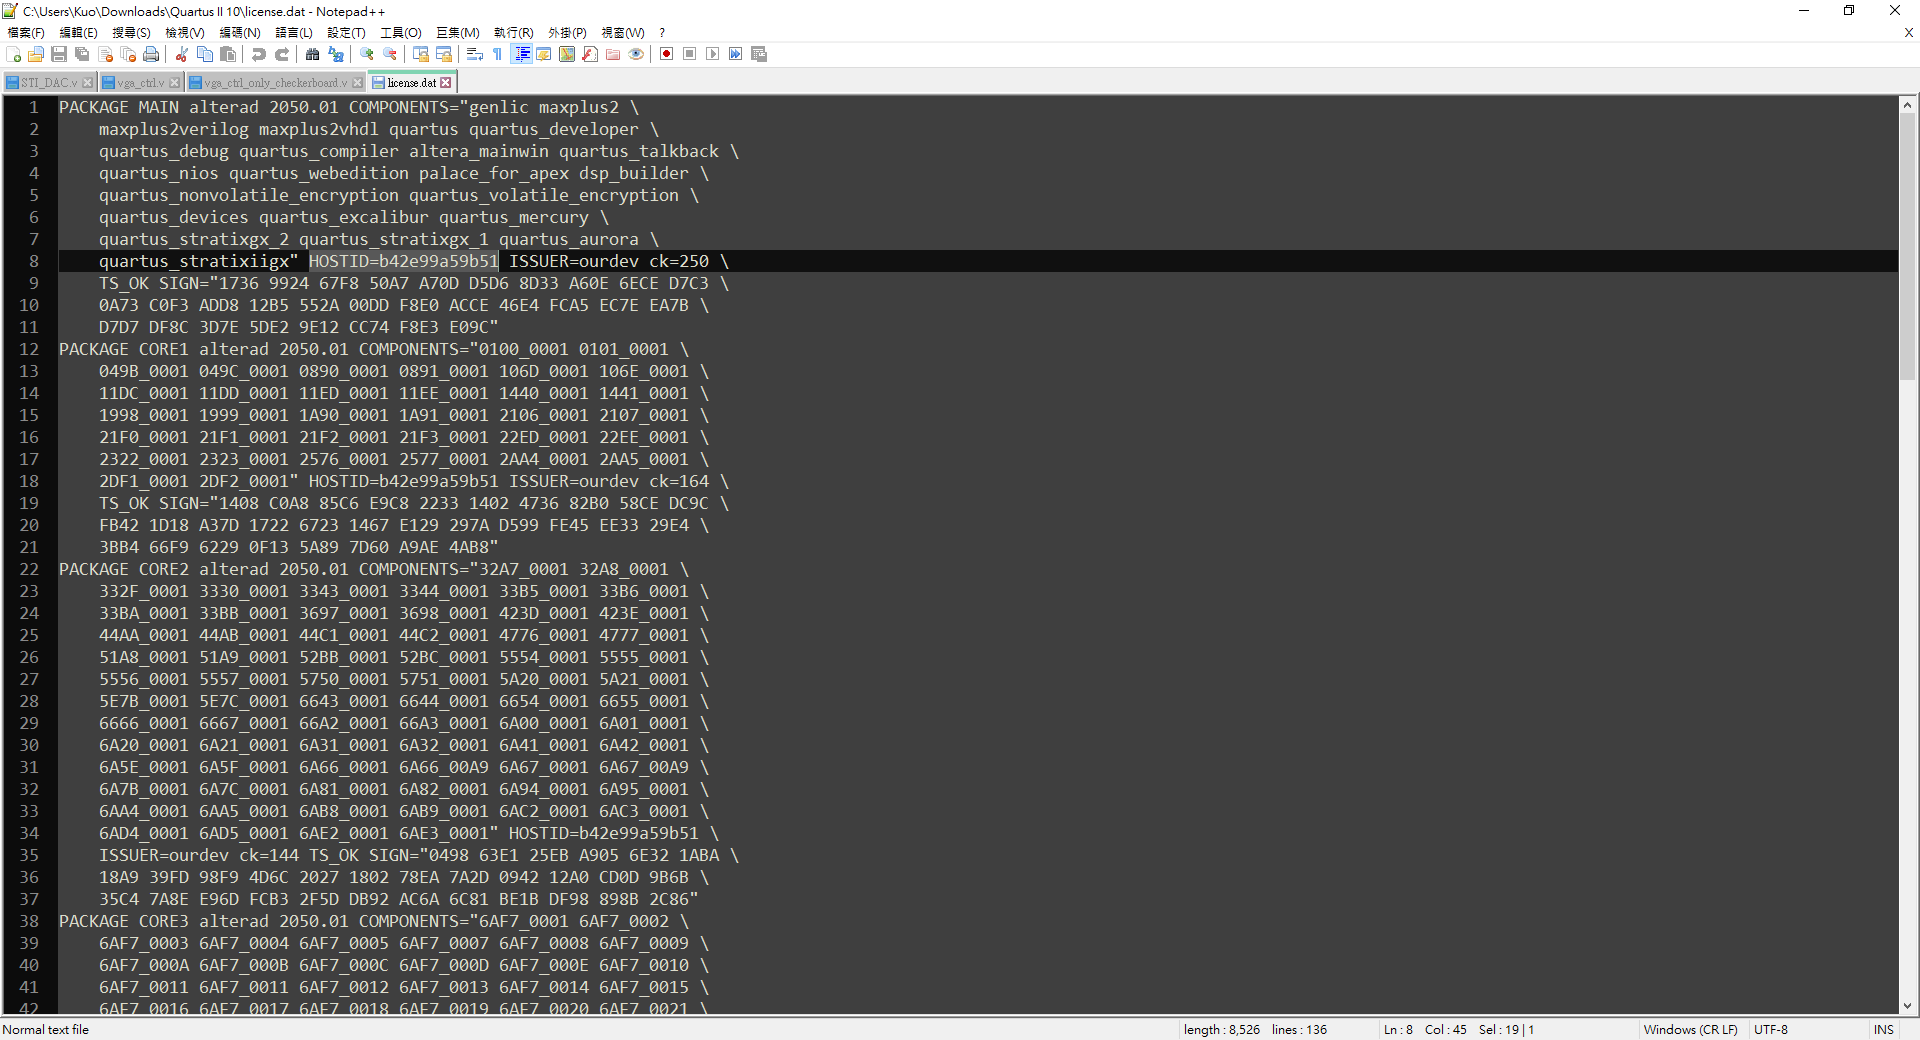 C:\Users\Kuo\Downloads\Quartus II 10\license.dat - Notepad++
檔案(F) 編輯(E) 搜尋(S) 檢視(V) 編碼(N) 語言(L) 設定(T) 工具(O) 巨集(M) 執行(R) 外掛(P) 視窗(W) ? X
STI_DAC.v vga_ctrl.v vga_ctrl_only_checkerboard.v license.dat
1 PACKAGE MAIN alterad 2050.01 COMPONENTS="genlic maxplus2 \
2 maxplus2verilog maxplus2vhdl quartus quartus_developer \
3 quartus_debug quartus_compiler altera_mainwin quartus_talkback \
4 quartus_nios quartus_webedition palace_for_apex dsp_builder \
5 quartus_nonvolatile_encryption quartus_volatile_encryption \
6 quartus_devices quartus_excalibur quartus_mercury \
7 quartus_stratixgx_2 quartus_stratixgx_1 quartus_aurora \
8 quartus_stratixiigx" HOSTID=b42e99a59b51 ISSUER=ourdev ck=250 \
9 TS_OK SIGN="1736 9924 67F8 50A7 A70D D5D6 8D33 A60E 6ECE D7C3 \
10 0A73 C0F3 ADD8 12B5 552A 00DD F8E0 ACCE 46E4 FCA5 EC7E EA7B \
11 D7D7 DF8C 3D7E 5DE2 9E12 CC74 F8E3 E09C"
12 PACKAGE CORE1 alterad 2050.01 COMPONENTS="0100_0001 0101_0001 \
13 049B_0001 049C_0001 0890_0001 0891_0001 106D_0001 106E_0001 \
14 11DC_0001 11DD_0001 11ED_0001 11EE_0001 1440_0001 1441_0001 \
15 1998_0001 1999_0001 1A90_0001 1A91_0001 2106_0001 2107_0001 \
16 21F0_0001 21F1_0001 21F2_0001 21F3_0001 22ED_0001 22EE_0001 \
17 2322_0001 2323_0001 2576_0001 2577_0001 2AA4_0001 2AA5_0001 \
18 2DF1_0001 2DF2_0001" HOSTID=b42e99a59b51 ISSUER=ourdev ck=164 \
19 TS_OK SIGN="1408 C0A8 85C6 E9C8 2233 1402 4736 82B0 58CE DC9C \
20 FB42 1D18 A37D 1722 6723 1467 E129 297A D599 FE45 EE33 29E4 \
21 3BB4 66F9 6229 0F13 5A89 7D60 A9AE 4AB8"
22 PACKAGE CORE2 alterad 2050.01 COMPONENTS="32A7_0001 32A8_0001 \
23 332F_0001 3330_0001 3343_0001 3344_0001 33B5_0001 33B6_0001 \
24 33BA_0001 33BB_0001 3697_0001 3698_0001 423D_0001 423E_0001 \
25 44AA_0001 44AB_0001 44C1_0001 44C2_0001 4776_0001 4777_0001 \
26 51A8_0001 51A9_0001 52BB_0001 52BC_0001 5554_0001 5555_0001 \
27 5556_0001 5557_0001 5750_0001 5751_0001 5A20_0001 5A21_0001 \
28 5E7B_0001 5E7C_0001 6643_0001 6644_0001 6654_0001 6655_0001 \
29 6666_0001 6667_0001 66A2_0001 66A3_0001 6A00_0001 6A01_0001 \
30 6A20_0001 6A21_0001 6A31_0001 6A32_0001 6A41_0001 6A42_0001 \
31 6A5E_0001 6A5F_0001 6A66_0001 6A66_00A9 6A67_0001 6A67_00A9 \
32 6A7B_0001 6A7C_0001 6A81_0001 6A82_0001 6A94_0001 6A95_0001 \
33 6AA4_0001 6AA5_0001 6AB8_0001 6AB9_0001 6AC2_0001 6AC3_0001 \
34 6AD4_0001 6AD5_0001 6AE2_0001 6AE3_0001" HOSTID=b42e99a59b51 \
35 ISSUER=ourdev ck=144 TS_OK SIGN="0498 63E1 25EB A905 6E32 1ABA \
36 18A9 39FD 98F9 4D6C 2027 1802 78EA 7A2D 0942 12A0 CD0D 9B6B \
37 35C4 7A8E E96D FCB3 2F5D DB92 AC6A 6C81 BE1B DF98 898B 2C86"
38 PACKAGE CORE3 alterad 2050.01 COMPONENTS="6AF7_0001 6AF7_0002 \
39 6AF7_0003 6AF7_0004 6AF7_0005 6AF7_0007 6AF7_0008 6AF7_0009 \
40 6AF7_000A 6AF7_000B 6AF7_000C 6AF7_000D 6AF7_000E 6AF7_0010 \
41 6AF7_0011 6AF7_0011 6AF7_0012 6AF7_0013 6AF7_0014 6AF7_0015 \
42 6AF7_0016 6AF7_0017 6AF7_0018 6AF7_0019 6AF7_0020 6AF7_0021 \
Normal text file length : 8,526 lines : 136 Ln : 8 Col : 45 Sel : 19 | 1 Windows (CR LF) UTF-8 INS